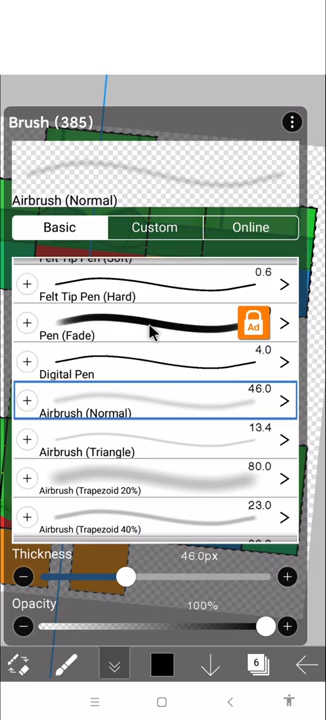 Brush (385)
Airbrush (Normal)
Basic Custom Online
0.6
Felt Tip Pen (Hard)
Pen (Fade)
Ad
4.0
Digital Pen
46.0
Airbrush (Normal)
13.4
Airbrush (Triangle)
80.0
Airbrush (Trapezoid 20%)
23.0
Airbrush (Trapezoid 40%)
Thickness 46.0px
Opacity 100%
6